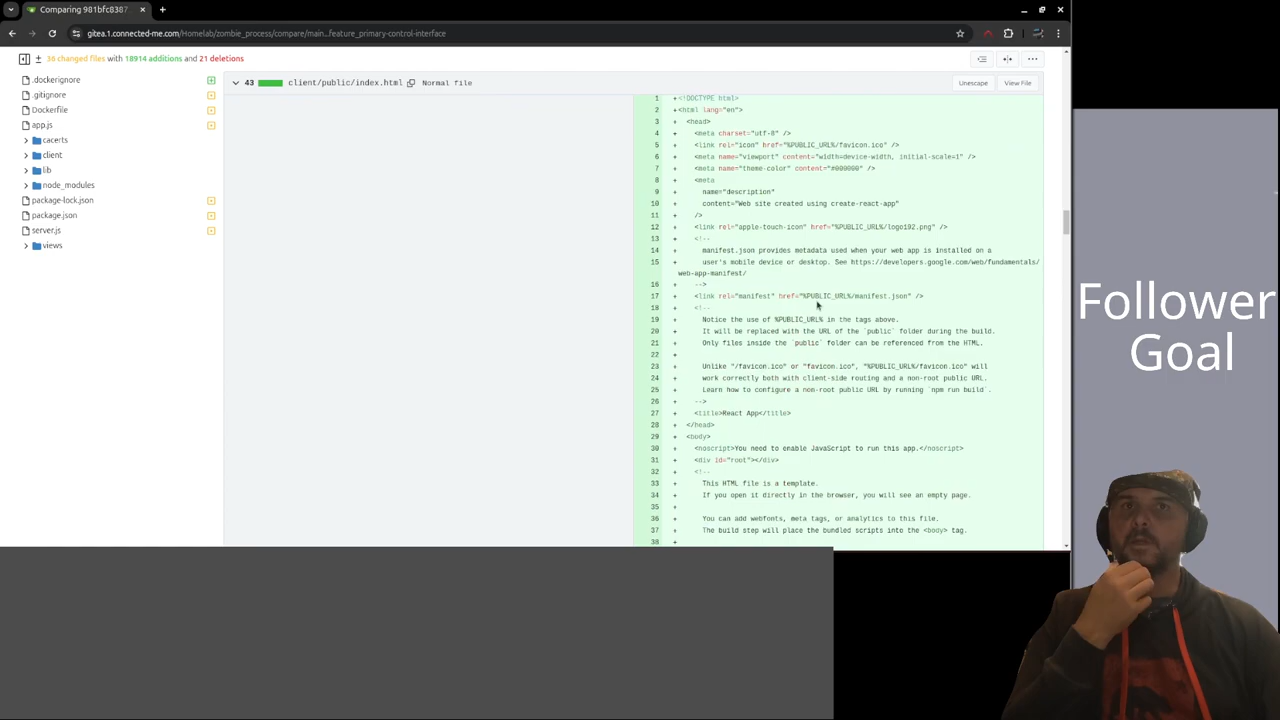 Comparing 981bfc8387
gitea.1.connected-me.com/Homelab/zombie_process/compare/main...feature_primary-control-interface
36 changed files with 18914 additions and 21 deletions
.dockerignore
.gitignore
Dockerfile
app.js
cacerts
client
lib
node_modules
package-lock.json
package.json
server.js
views
43 client/public/index.html Normal file Unescape View File
1 +<!DOCTYPE html>
2 +<html lang="en">
3 + <head>
4 + <meta charset="utf-8" />
5 + <link rel="icon" href="%PUBLIC_URL%/favicon.ico" />
6 + <meta name="viewport" content="width=device-width, initial-scale=1" />
7 + <meta name="theme-color" content="#000000" />
8 + <meta
9 + name="description"
10 + content="Web site created using create-react-app"
11 + />
12 + <link rel="apple-touch-icon" href="%PUBLIC_URL%/logo192.png" />
13 + <!--
14 + manifest.json provides metadata used when your web app is installed on a
15 + user's mobile device or desktop. See https://developers.google.com/web/fundamentals/
web-app-manifest/
16 + -->
17 + <link rel="manifest" href="%PUBLIC_URL%/manifest.json" />
18 + <!--
19 + Notice the use of %PUBLIC_URL% in the tags above.
20 + It will be replaced with the URL of the `public` folder during the build.
21 + Only files inside the `public` folder can be referenced from the HTML.
22 +
23 + Unlike "/favicon.ico" or "favicon.ico", "%PUBLIC_URL%/favicon.ico" will
24 + work correctly both with client-side routing and a non-root public URL.
25 + Learn how to configure a non-root public URL by running `npm run build`.
26 + -->
27 + <title>React App</title>
28 + </head>
29 + <body>
30 + <noscript>You need to enable JavaScript to run this app.</noscript>
31 + <div id="root"></div>
32 + <!--
33 + This HTML file is a template.
34 + If you open it directly in the browser, you will see an empty page.
35 +
36 + You can add webfonts, meta tags, or analytics to this file.
37 + The build step will place the bundled scripts into the <body> tag.
38 +
Follower
Goal